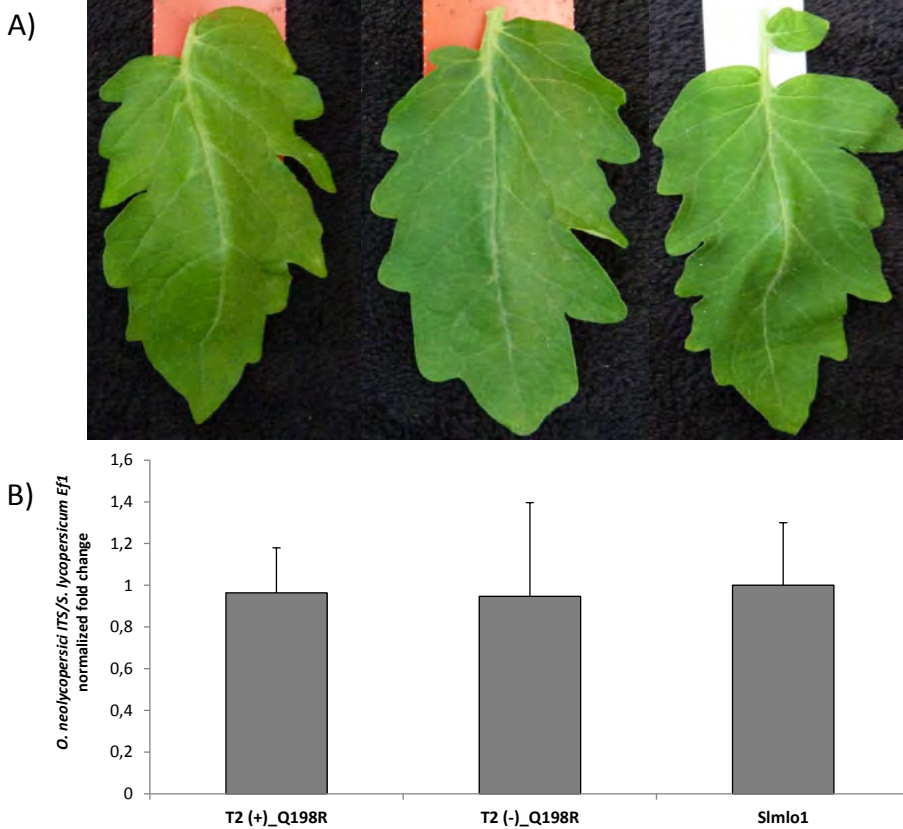 A)
B)
O. neolycopersici ITS/S. lycopersicum Ef1
normalized fold change
1,6
1,4
1,2
1
0,8
0,6
0,4
0,2
0
T2 (+)_Q198R
T2 (-)_Q198R
Slmlo1